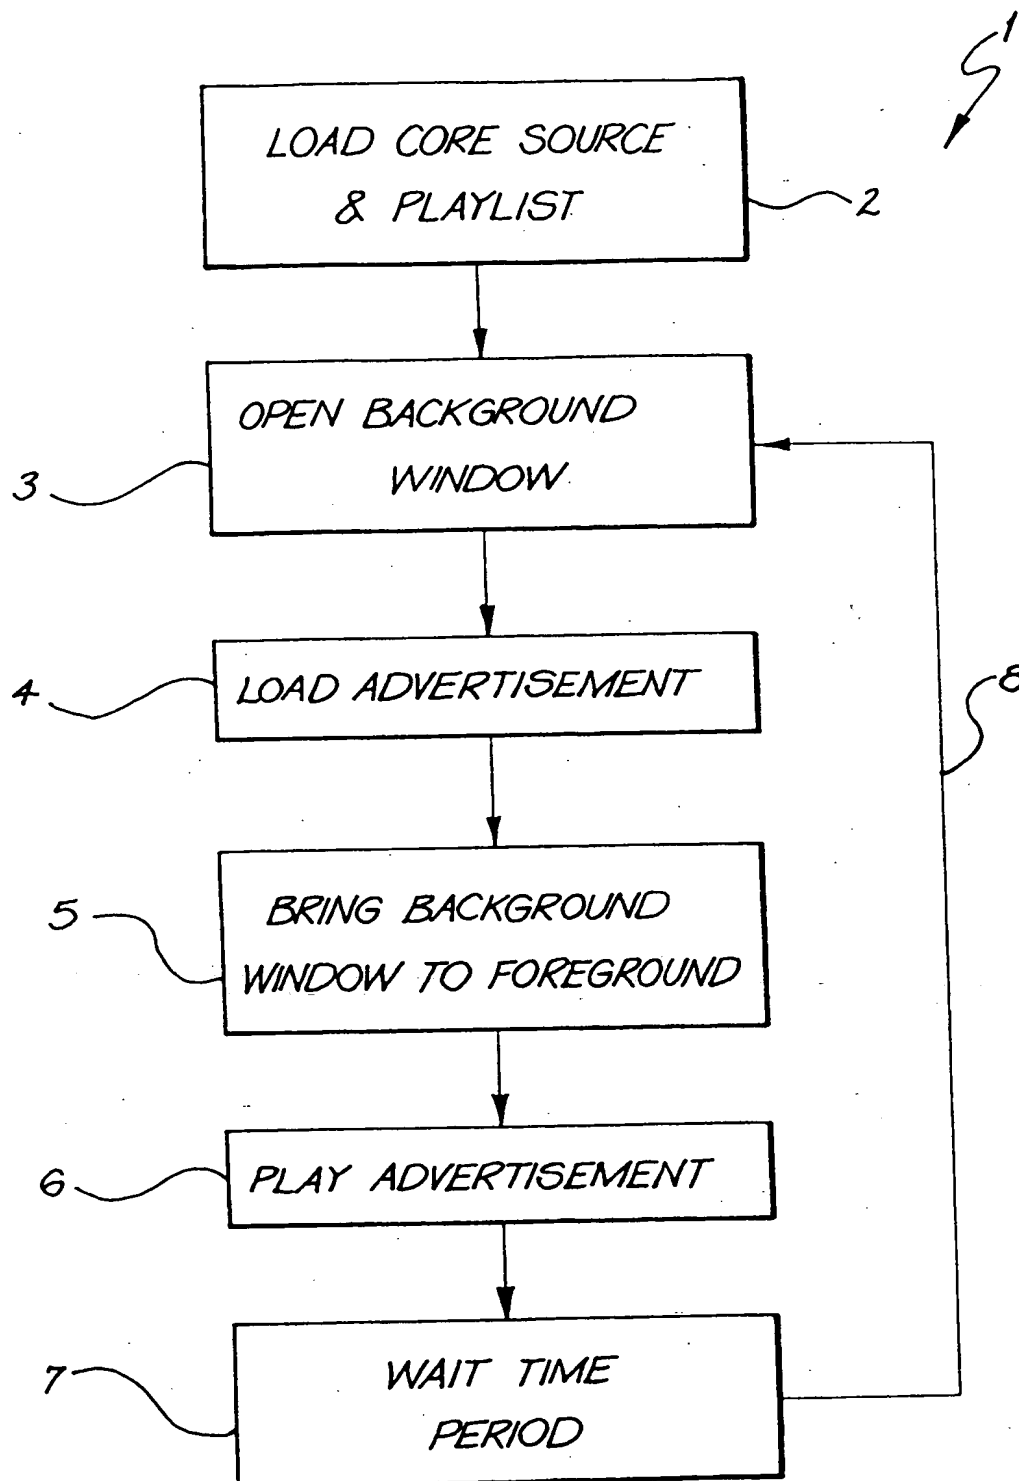 1
LOAD CORE SOURCE
& PLAYLIST
2
OPEN BACKGROUND
WINDOW
3
4
LOAD ADVERTISEMENT
8
5
BRING BACKGROUND
WINDOW TO FOREGROUND
6
PLAY ADVERTISEMENT
7
WAIT TIME
PERIOD